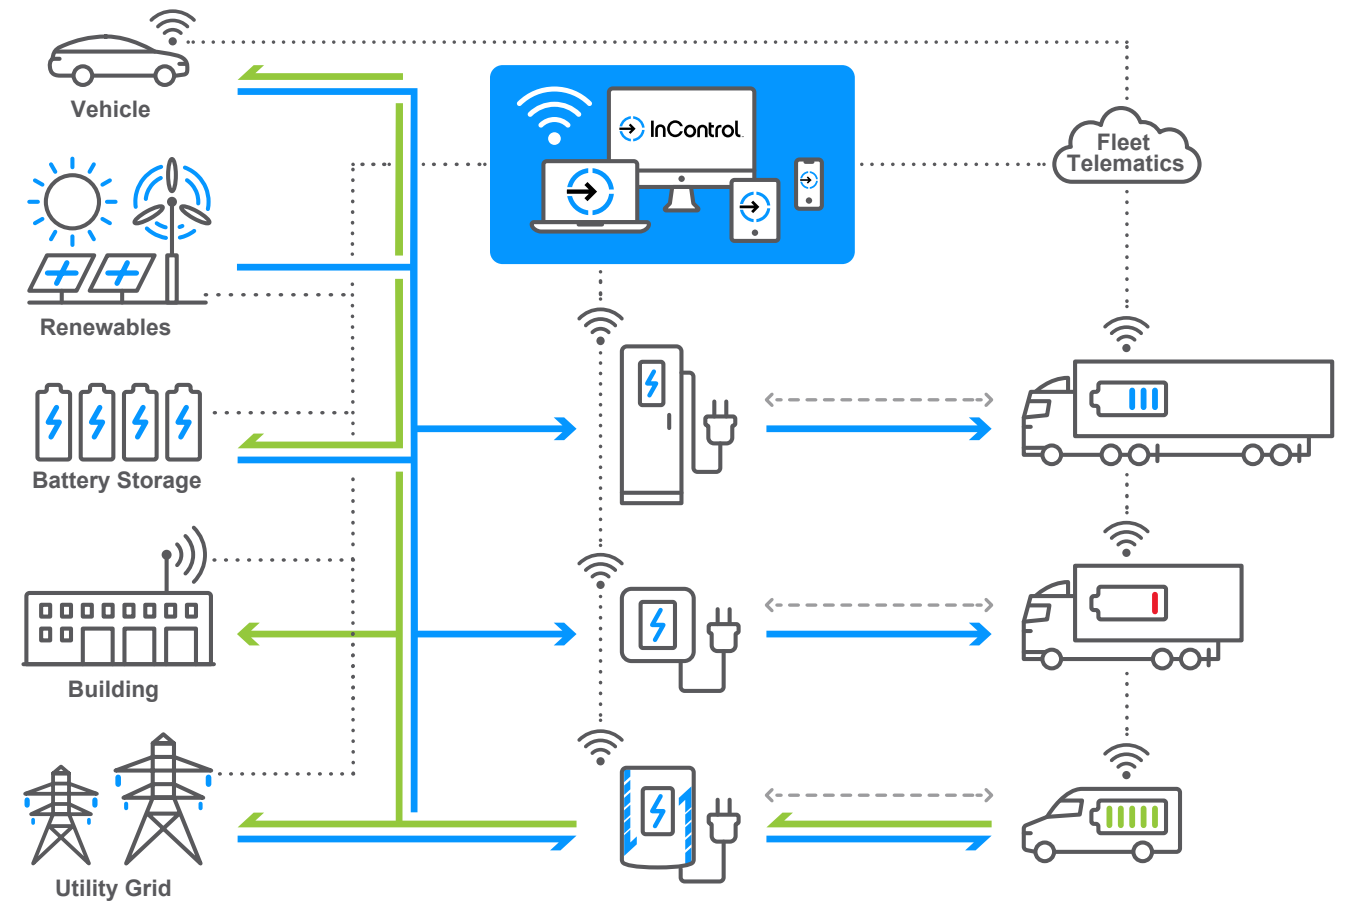 Vehicle
InControl
Fleet
Telematics
Renewables
Battery Storage
Building
Utility Grid